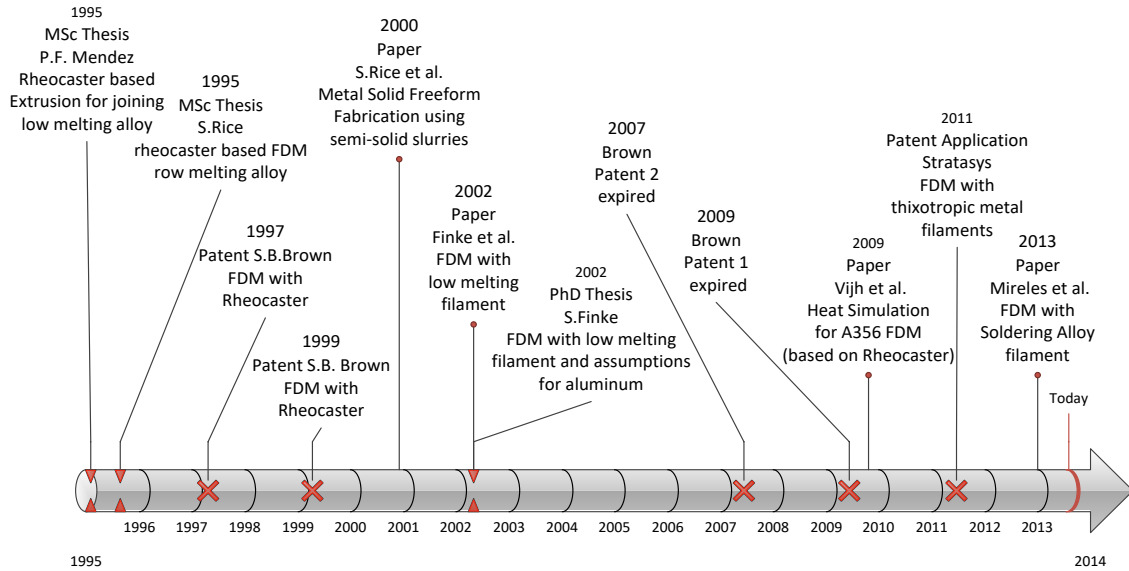 1995
MSc Thesis
P.F. Mendez
Rheocaster based
Extrusion for joining
low melting alloy
1995
MSc Thesis
S.Rice
rheocaster based FDM
row melting alloy
1997
Patent S.B.Brown
FDM with
Rheocaster
1999
Patent S.B. Brown
FDM with
Rheocaster
2000
Paper
S.Rice et al.
Metal Solid Freeform
Fabrication using
semi-solid slurries
2002
Paper
Finke et al.
FDM with
low melting
filament
2002
PhD Thesis
S.Finke
FDM with low melting
filament and assumptions
for aluminum
2007
Brown
Patent 2
expired
2009
Brown
Patent 1
expired
2009
Paper
Vijh et al.
Heat Simulation
for A356 FDM
(based on Rheocaster)
2011
Patent Application
Stratasys
FDM with
thixotropic metal
filaments
2013
Paper
Mireles et al.
FDM with
Soldering Alloy
filament
Today
1996 1997 1998 1999 2000 2001 2002 2003 2004 2005 2006 2007 2008 2009 2010 2011 2012 2013
1995 2014